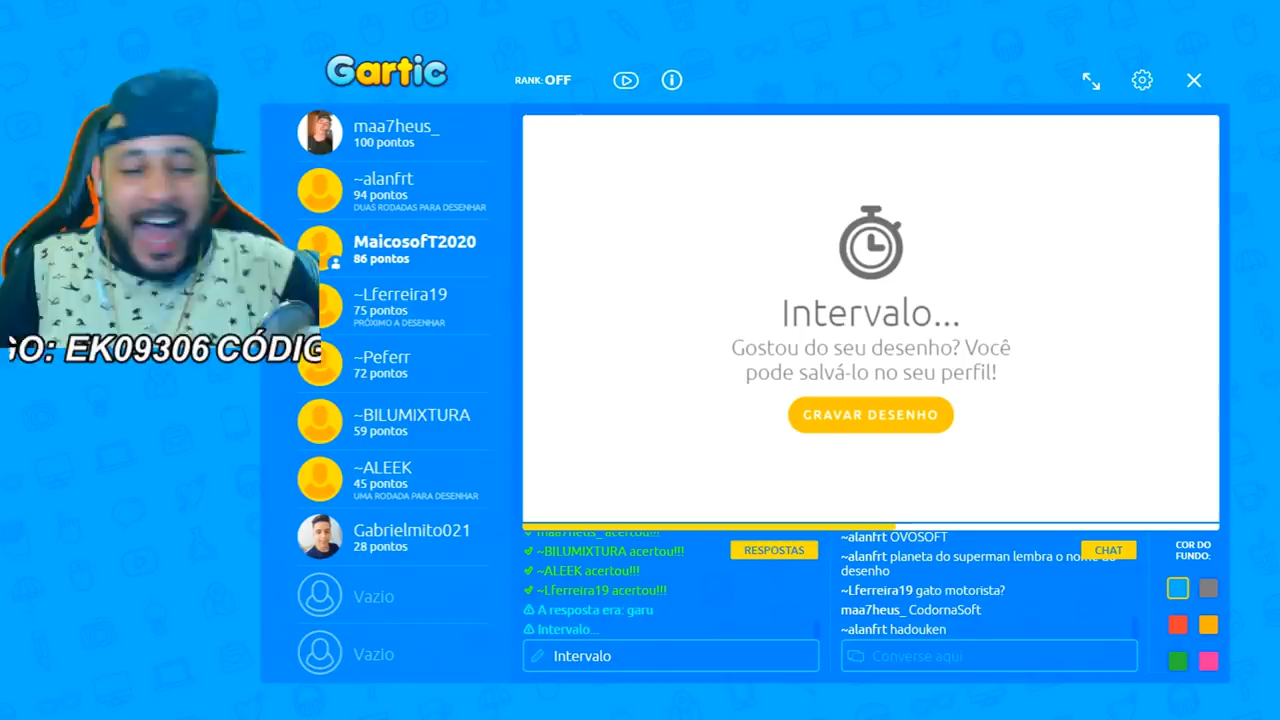 Gartic
RANK: OFF
maa7heus_
100 pontos
~alanfrt
94 pontos
DUAS RODADAS PARA DESENHAR
MaicosofT2020
86 pontos
~Lferreira19
75 pontos
PRÓXIMO A DESENHAR
~Peferr
72 pontos
~BILUMIXTURA
59 pontos
~ALEEK
45 pontos
UMA RODADA PARA DESENHAR
Gabrielmito021
28 pontos
Vazio
Vazio
GO: EK09306 CÓDIG
Intervalo...
Gostou do seu desenho? Você
pode salvá-lo no seu perfil!
GRAVAR DESENHO
maa7heus_ acertou!!!
~BILUMIXTURA acertou!!!
~ALEEK acertou!!!
~Lferreira19 acertou!!!
A resposta era: garu
Intervalo...
RESPOSTAS
Intervalo
~alanfrt OVOSOFT
~alanfrt planeta do superman lembra o nome do
desenho
~Lferreira19 gato motorista?
maa7heus_ CodornaSoft
~alanfrt hadouken
CHAT
Converse aqui
COR DO
FUNDO: